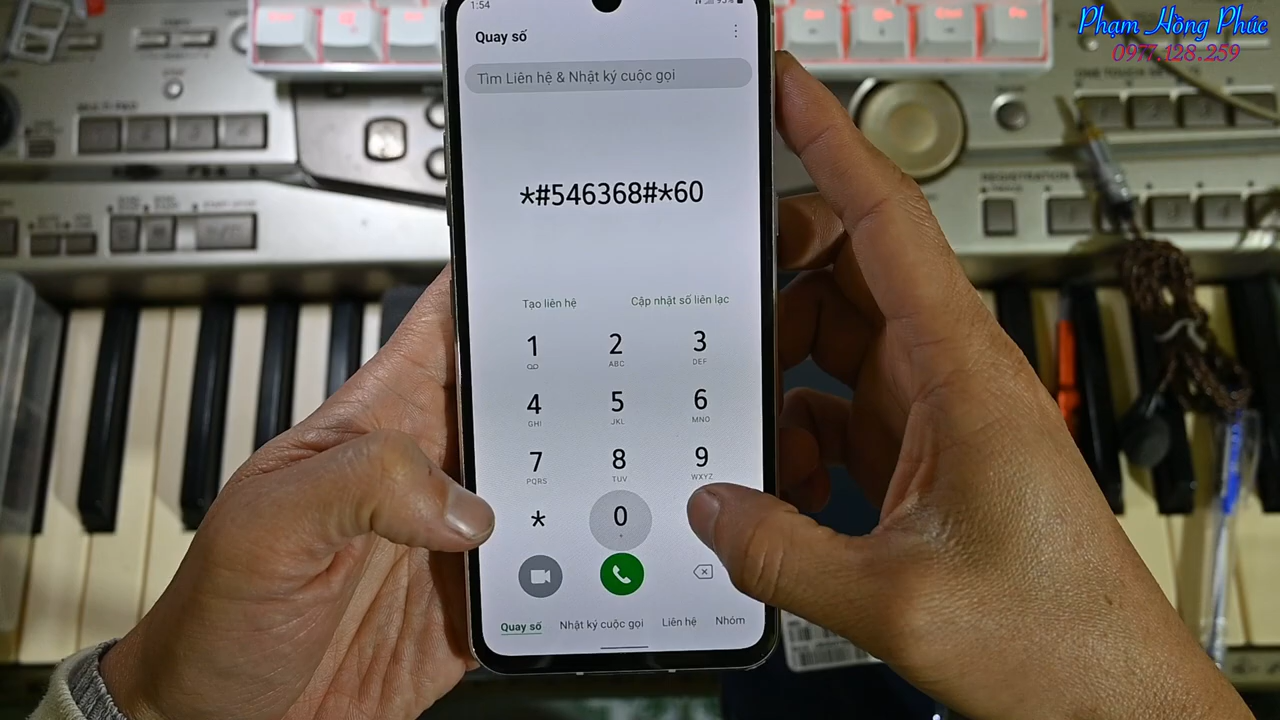 Phạm Hồng Phúc
0977.128.259
1:54
Quay số
Tìm Liên hệ & Nhật ký cuộc gọi
*#546368#*60
Tạo liên hệ
Cập nhật số liên lạc
1
2 ABC
3 DEF
4 GHI
5 JKL
6 MNO
7 PQRS
8 TUV
9 WXYZ
*
0 +
Quay số
Nhật ký cuộc gọi
Liên hệ
Nhóm
MULTI PAD